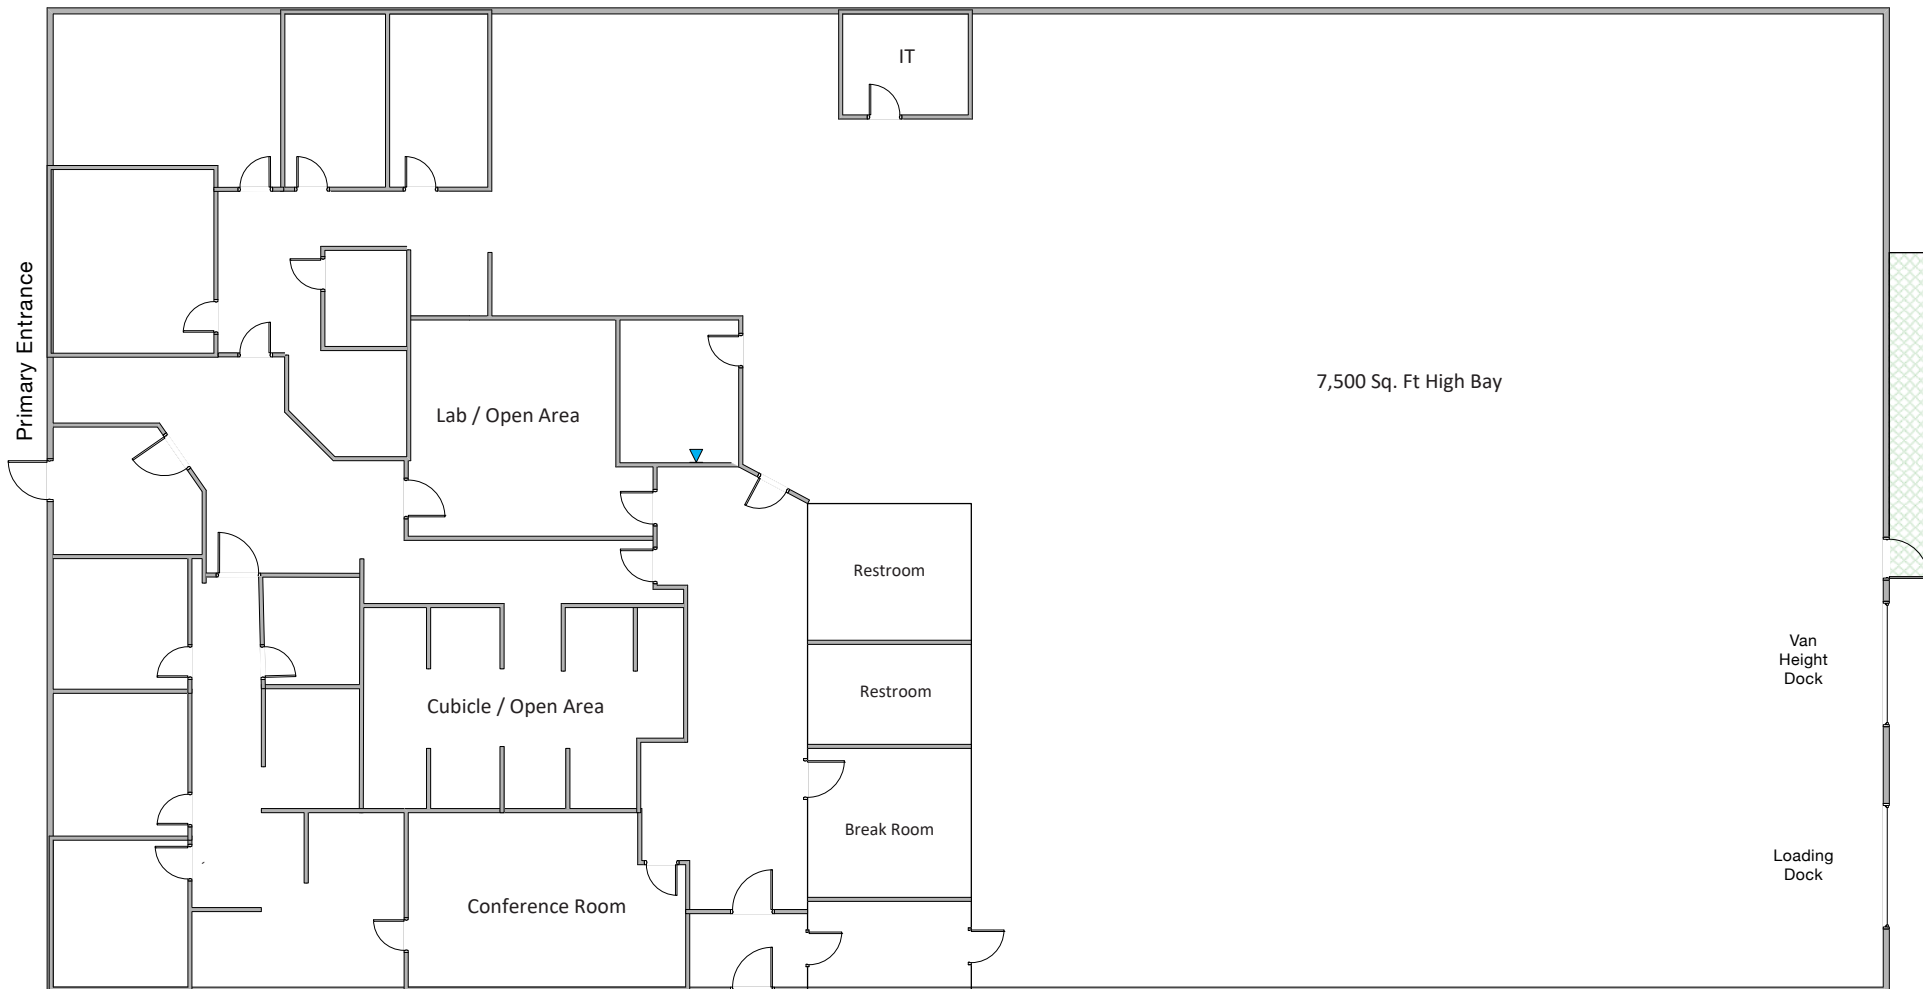 IT
Primary Entrance
7,500 Sq. Ft High Bay
Lab / Open Area
Restroom
Van
Height
Dock
Restroom
Cubicle / Open Area
Break Room
Loading
Dock
Conference Room